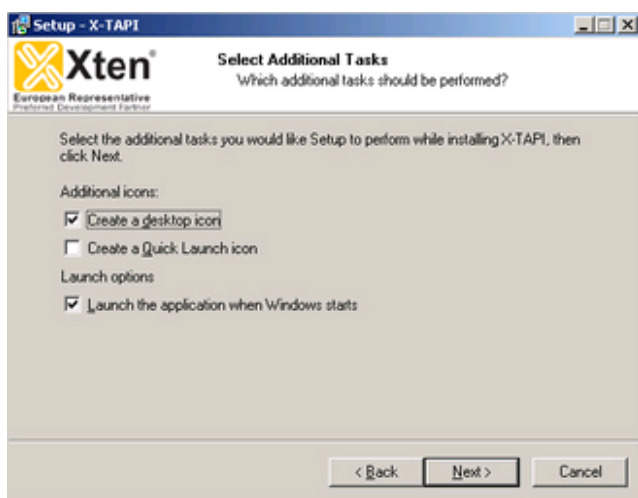 Setup - X-TAPI
Xten®
European Representative
Preferred Development Partner
Select Additional Tasks
Which additional tasks should be performed?
Select the additional tasks you would like Setup to perform while installing X-TAPI, then
click Next.
Additional icons:
Create a desktop icon
Create a Quick Launch icon
Launch options
Launch the application when Windows starts
< Back
Next >
Cancel